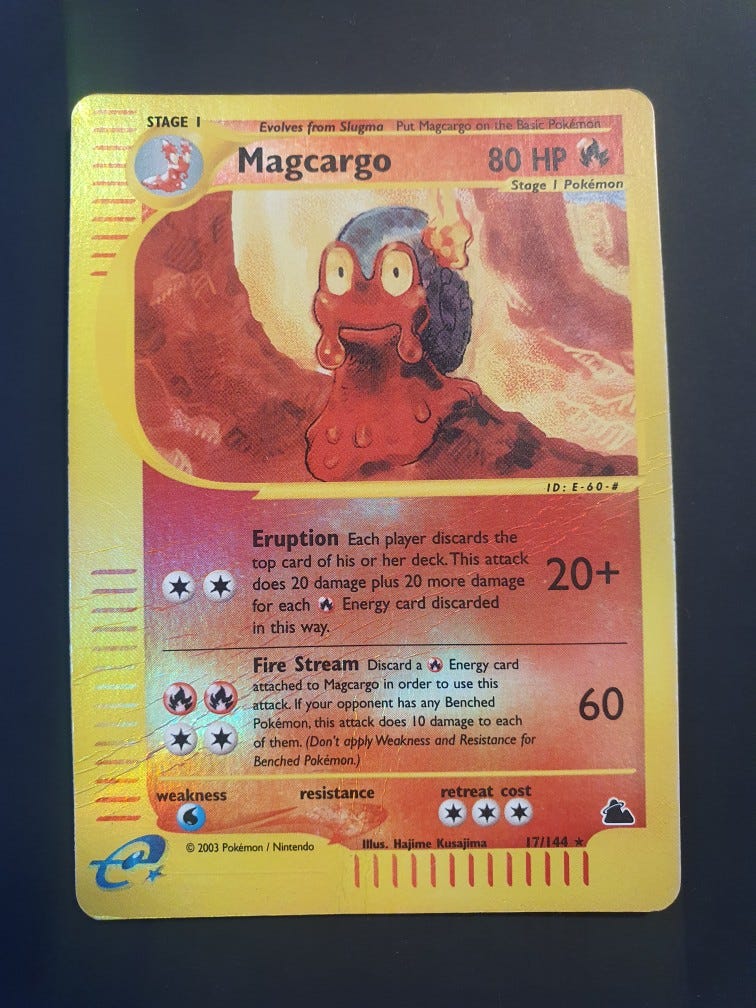 STAGE 1
Evolves from Slugma Put Magcargo on the Basic Pokémon
Magcargo 80 HP
Stage 1 Pokémon
ID: E-60-#
Eruption Each player discards the
top card of his or her deck. This attack
does 20 damage plus 20 more damage
for each Energy card discarded
in this way.
20+
Fire Stream Discard a Energy card
attached to Magcargo in order to use this
attack. If your opponent has any Benched
Pokémon, this attack does 10 damage to each
of them. (Don't apply Weakness and Resistance for
Benched Pokémon.)
60
weakness resistance retreat cost
© 2003 Pokémon / Nintendo Illus. Hajime Kusajima 17/144 ★
e